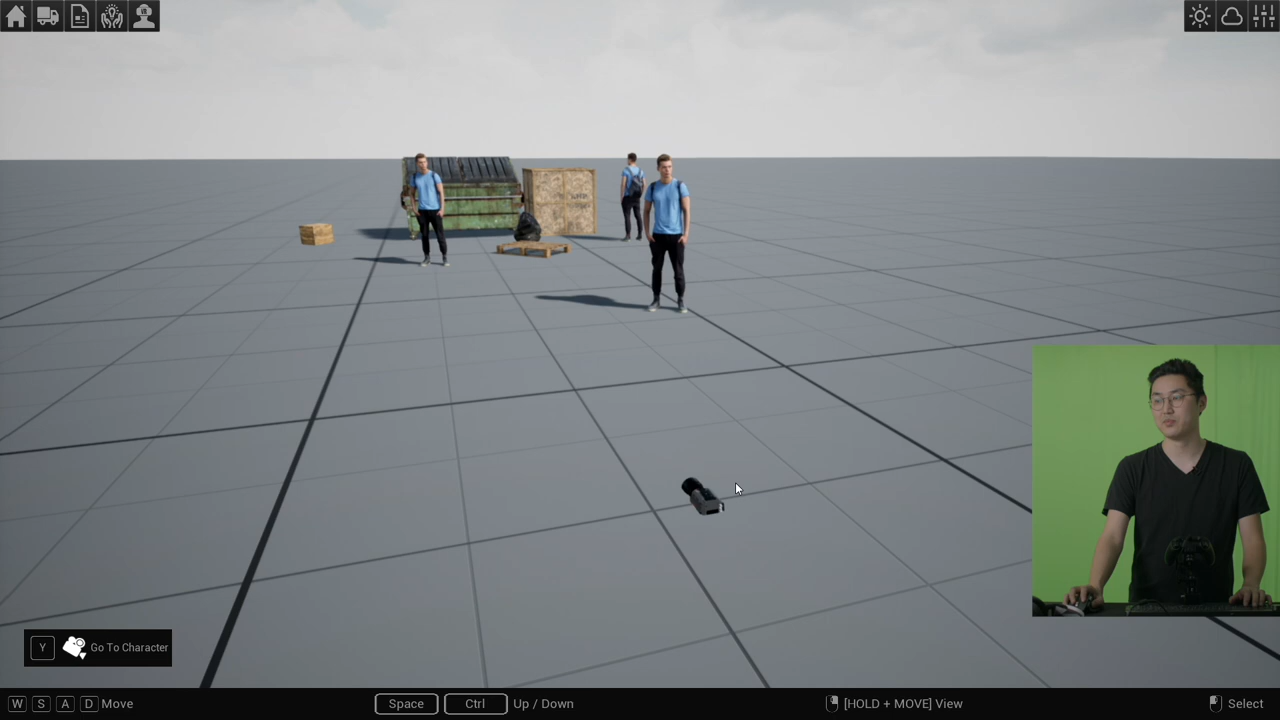 Y Go To Character
W S A D Move
Space Ctrl Up / Down
[HOLD + MOVE] View
Select